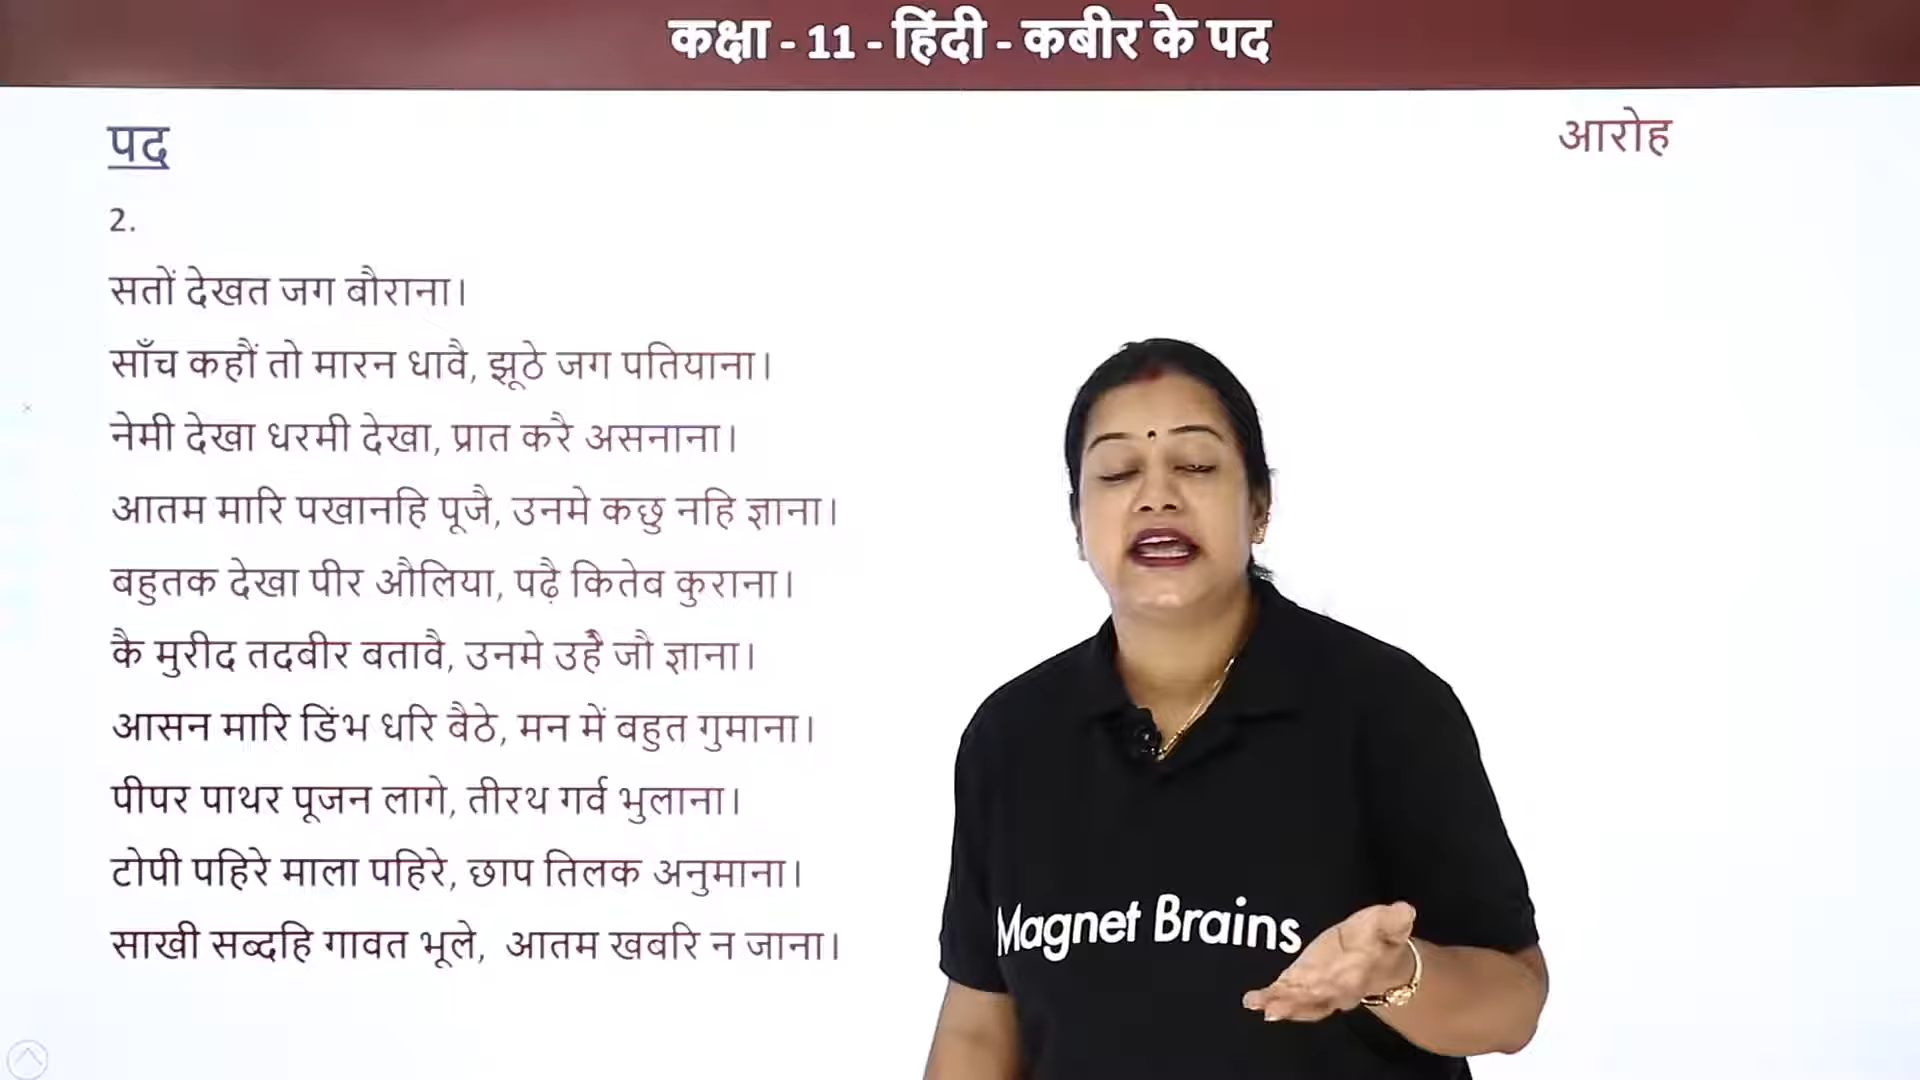 कक्षा - 11 - हिंदी - कबीर के पद
पद
आरोह
2.
सतों देखत जग बौराना।
साँच कहौं तो मारन धावै, झूठे जग पतियाना।
नेमी देखा धरमी देखा, प्रात करै असनाना।
आतम मारि पखानहि पूजै, उनमे कछु नहि ज्ञाना।
बहुतक देखा पीर औलिया, पढ़ै कितेब कुराना।
कै मुरीद तदबीर बतावै, उनमे उहै जौ ज्ञाना।
आसन मारि डिंभ धरि बैठे, मन में बहुत गुमाना।
पीपर पाथर पूजन लागे, तीरथ गर्व भुलाना।
टोपी पहिरे माला पहिरे, छाप तिलक अनुमाना।
साखी सब्दहि गावत भूले, आतम खबरि न जाना।
Magnet Brains